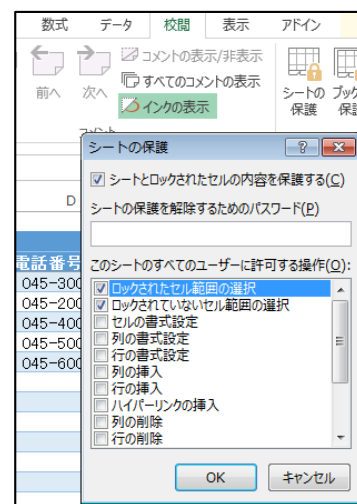 数式 データ 校閲 表示 アドイン
コメントの表示/非表示
すべてのコメントの表示
インクの表示
前へ 次へ
シートの
保護
シートの保護
シートとロックされたセルの内容を保護する(C)
シートの保護を解除するためのパスワード(P)
D
このシートのすべてのユーザーに許可する操作(O):
電話番号
ロックされたセル範囲の選択
ロックされていないセル範囲の選択
セルの書式設定
列の書式設定
行の書式設定
列の挿入
行の挿入
ハイパーリンクの挿入
列の削除
行の削除
045-300
045-200
045-400
045-500
045-600
OK キャンセル